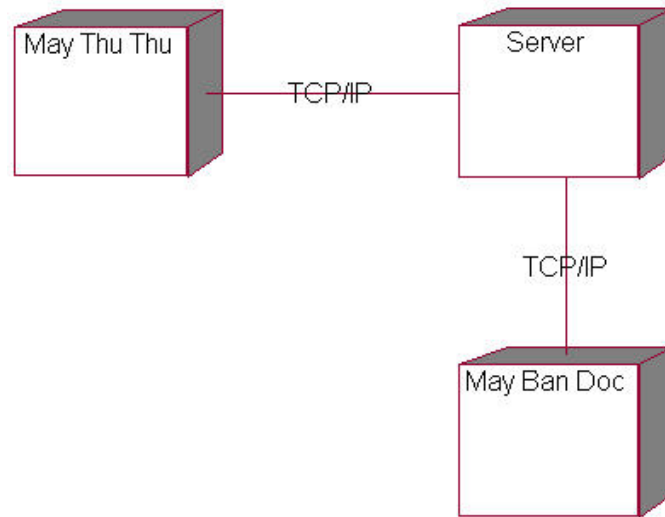 May Thu Thu
Server
TCP/IP
TCP/IP
May Ban Doc